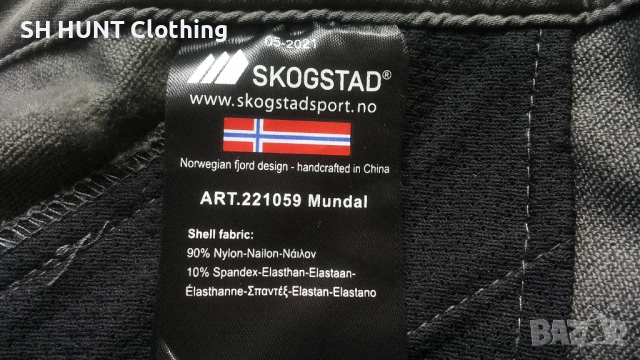 SH HUNT Clothing
05-2021
SKOGSTAD®
www.skogstadsport.no
Norwegian fjord design - handcrafted in China
ART.221059 Mundal
Shell fabric:
90% Nylon-Nailon-Νάιλον
10% Spandex-Elasthan-Elastaan-
Élasthanne-Σπαντέξ-Elastan-Elastano
BAZAR